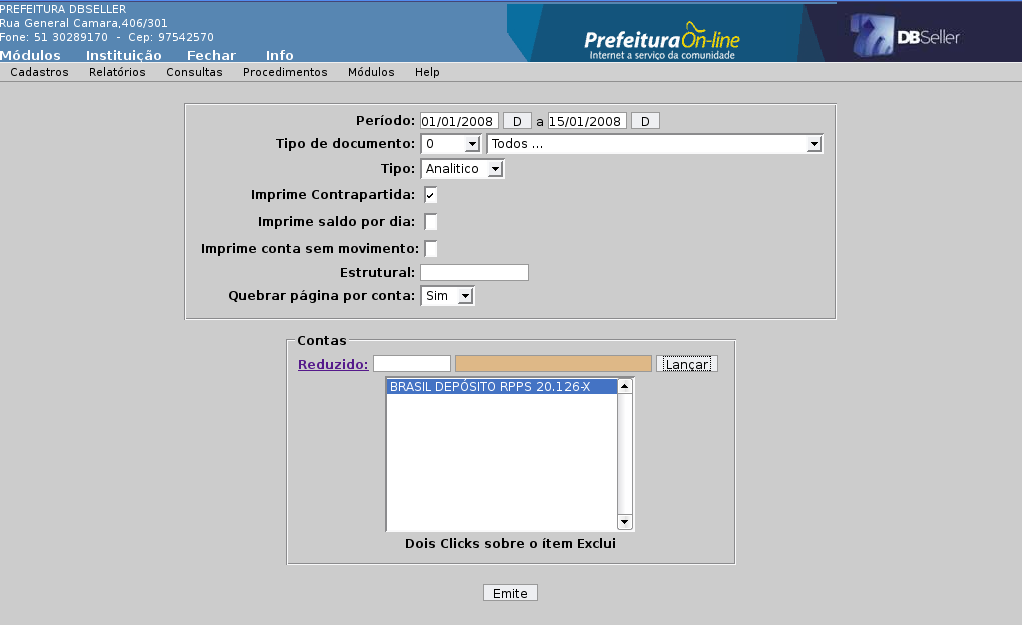 PREFEITURA DBSELLER
Rua General Camara,406/301
Fone: 51 30289170 - Cep: 97542570
Módulos Instituição Fechar Info
PrefeituraOn-line
Internet a serviço da comunidade
DBSeller
Cadastros Relatórios Consultas Procedimentos Módulos Help
Período: 01/01/2008 D a 15/01/2008 D
Tipo de documento: 0 Todos ...
Tipo: Analitico
Imprime Contrapartida:
Imprime saldo por dia:
Imprime conta sem movimento:
Estrutural:
Quebrar página por conta: Sim
Contas
Reduzido: Lançar
BRASIL DEPÓSITO RPPS 20.126-X
Dois Clicks sobre o ítem Exclui
Emite